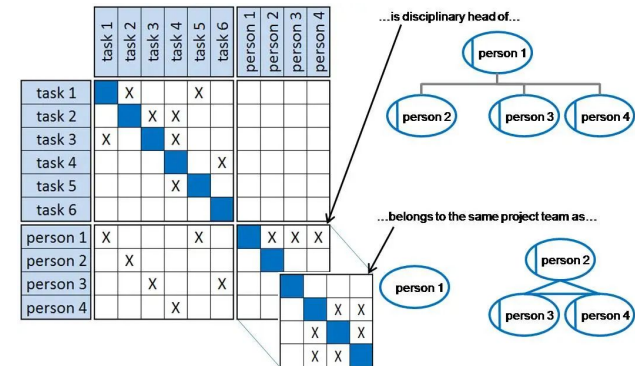 ...is disciplinary head of...
task 1 task 2 task 3 task 4 task 5 task 6 person 1 person 2 person 3 person 4
person 1
task 1 X X
person 2 person 3 person 4
task 2 X X
task 3 X X
task 4 X
task 5 X
task 6
...belongs to the same project team as...
person 1 X X X X X
person 2 X
person 2
person 3 X X
person 1
person 4 X X X
person 3 person 4
X X
X X